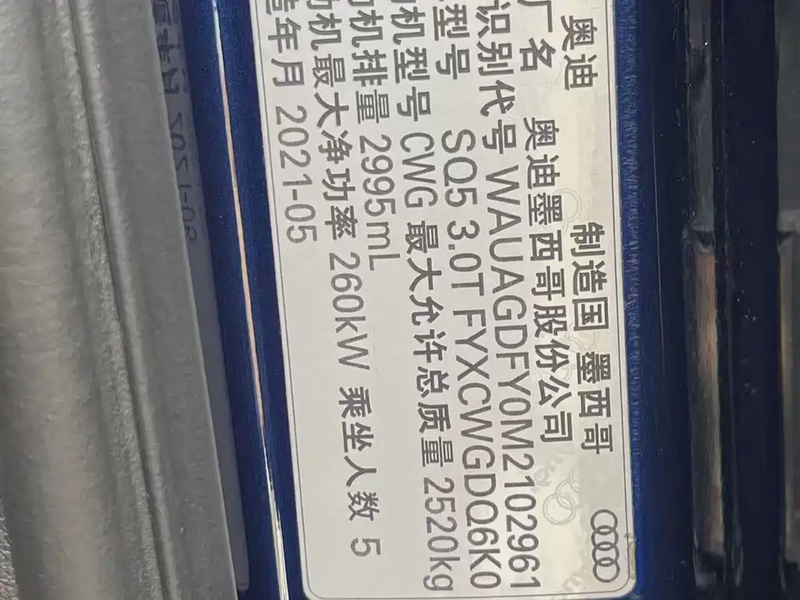 奥迪 制造国 墨西哥
厂名 奥迪墨西哥股份公司
识别代号 WAUAGDFY0M2102961
型号 SQ5 3.0T FYXCWGDQ6K0
机型号 CWG 最大允许总质量 2520kg
机排量 2995mL
机最大净功率 260kW 乘坐人数 5
造年月 2021-05